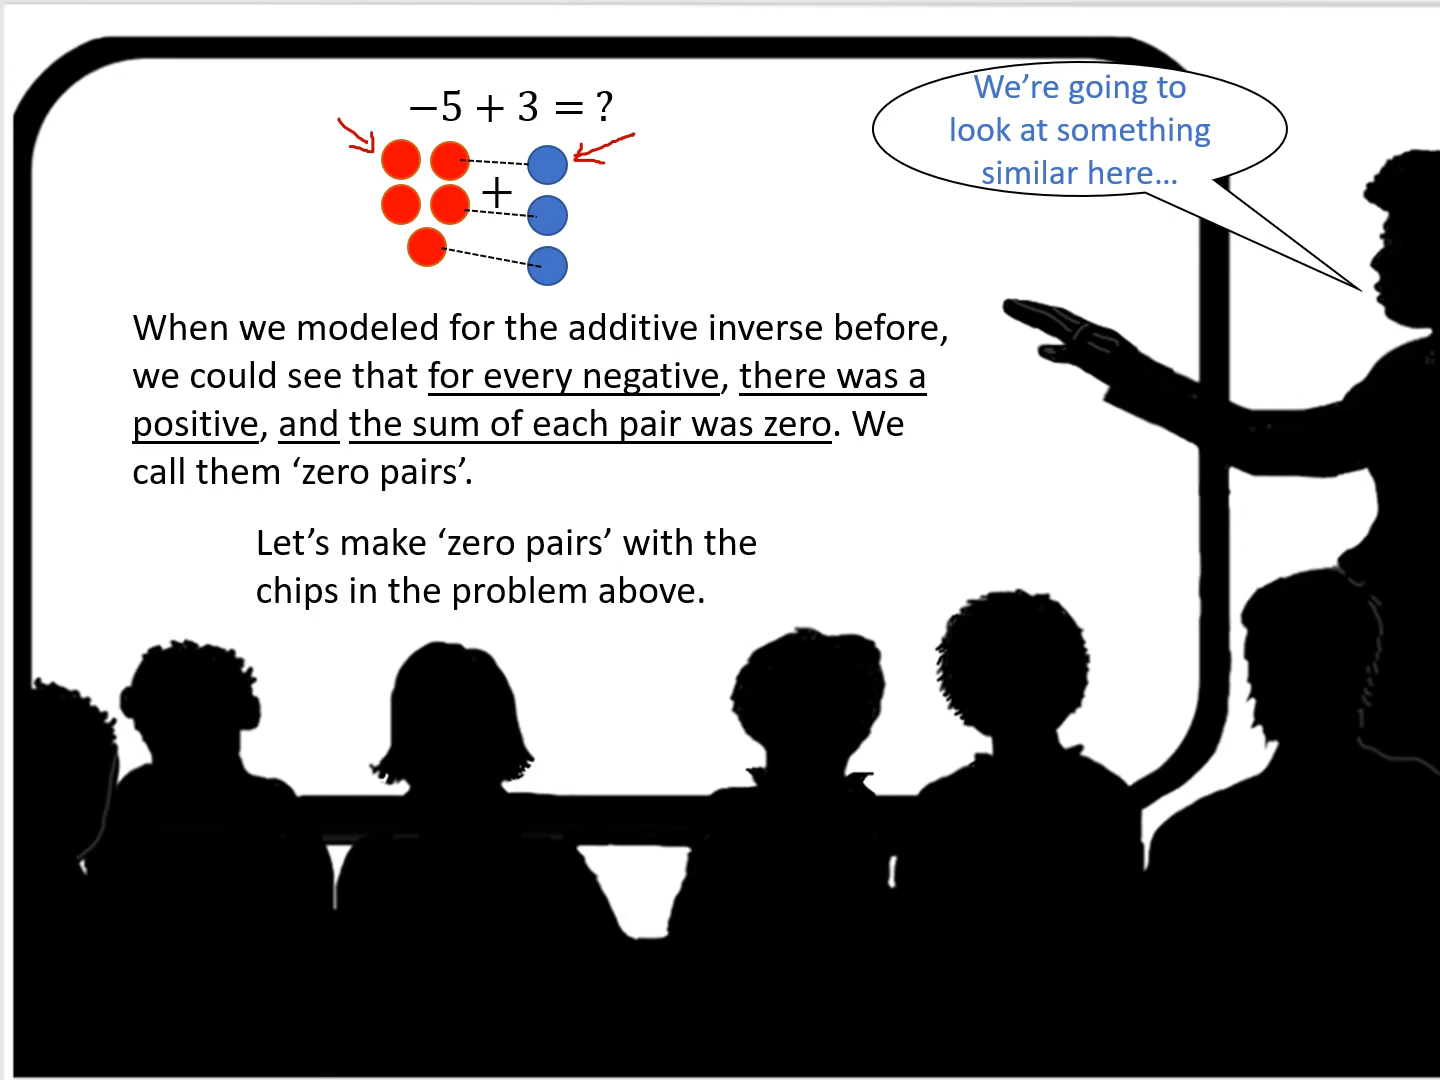 −5 + 3 = ?
+
We’re going to
look at something
similar here…
When we modeled for the additive inverse before,
we could see that for every negative, there was a
positive, and the sum of each pair was zero. We
call them ‘zero pairs’.
Let’s make ‘zero pairs’ with the
chips in the problem above.